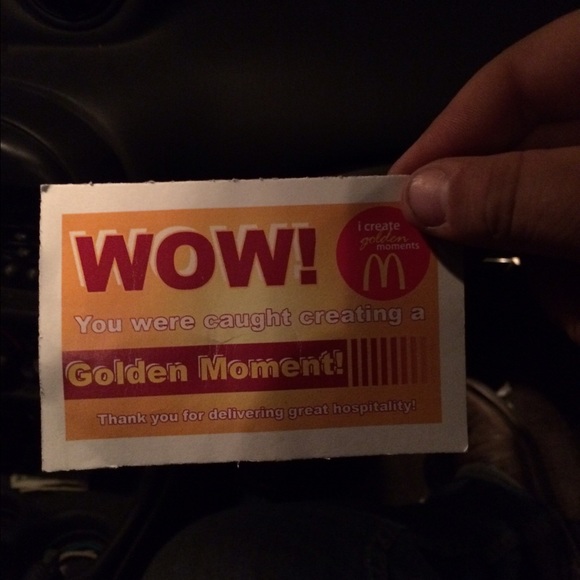 WOW!
i create
golden
moments
You were caught creating a
Golden Moment!
Thank you for delivering great hospitality!